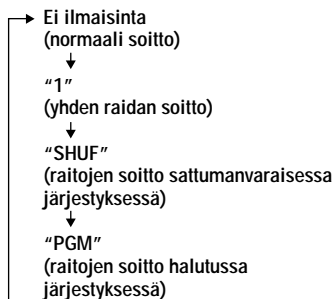 Ei ilmaisinta
(normaali soitto)
“1”
(yhden raidan soitto)
“SHUF”
(raitojen soitto sattumanvaraisessa
järjestyksessä)
“PGM”
(raitojen soitto halutussa
järjestyksessä)